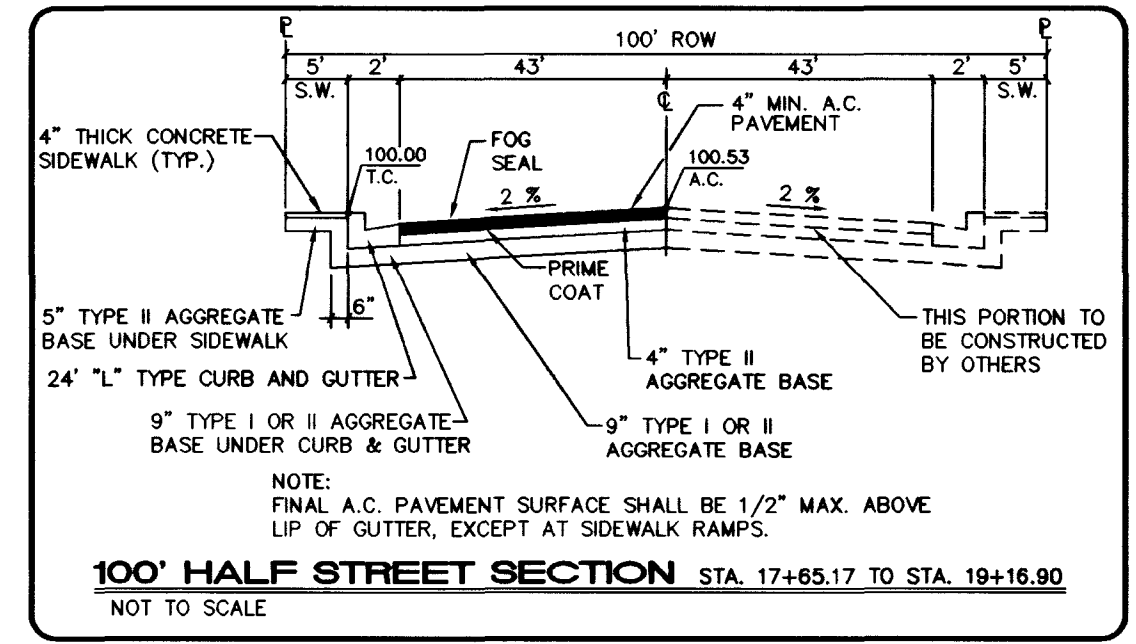 ℄ ℄
100' ROW
5' 2' 43' 43' 2' 5'
S.W. ℄ S.W.
4" THICK CONCRETE
SIDEWALK (TYP.)
100.00
T.C.
FOG
SEAL
4" MIN. A.C.
PAVEMENT
100.53
A.C.
2 % 2 %
PRIME
COAT
6"
5" TYPE II AGGREGATE
BASE UNDER SIDEWALK
THIS PORTION TO
BE CONSTRUCTED
BY OTHERS
4" TYPE II
AGGREGATE BASE
24' "L" TYPE CURB AND GUTTER
9" TYPE I OR II AGGREGATE
BASE UNDER CURB & GUTTER
9" TYPE I OR II
AGGREGATE BASE
NOTE:
FINAL A.C. PAVEMENT SURFACE SHALL BE 1/2" MAX. ABOVE
LIP OF GUTTER, EXCEPT AT SIDEWALK RAMPS.
100' HALF STREET SECTION STA. 17+65.17 TO STA. 19+16.90
NOT TO SCALE